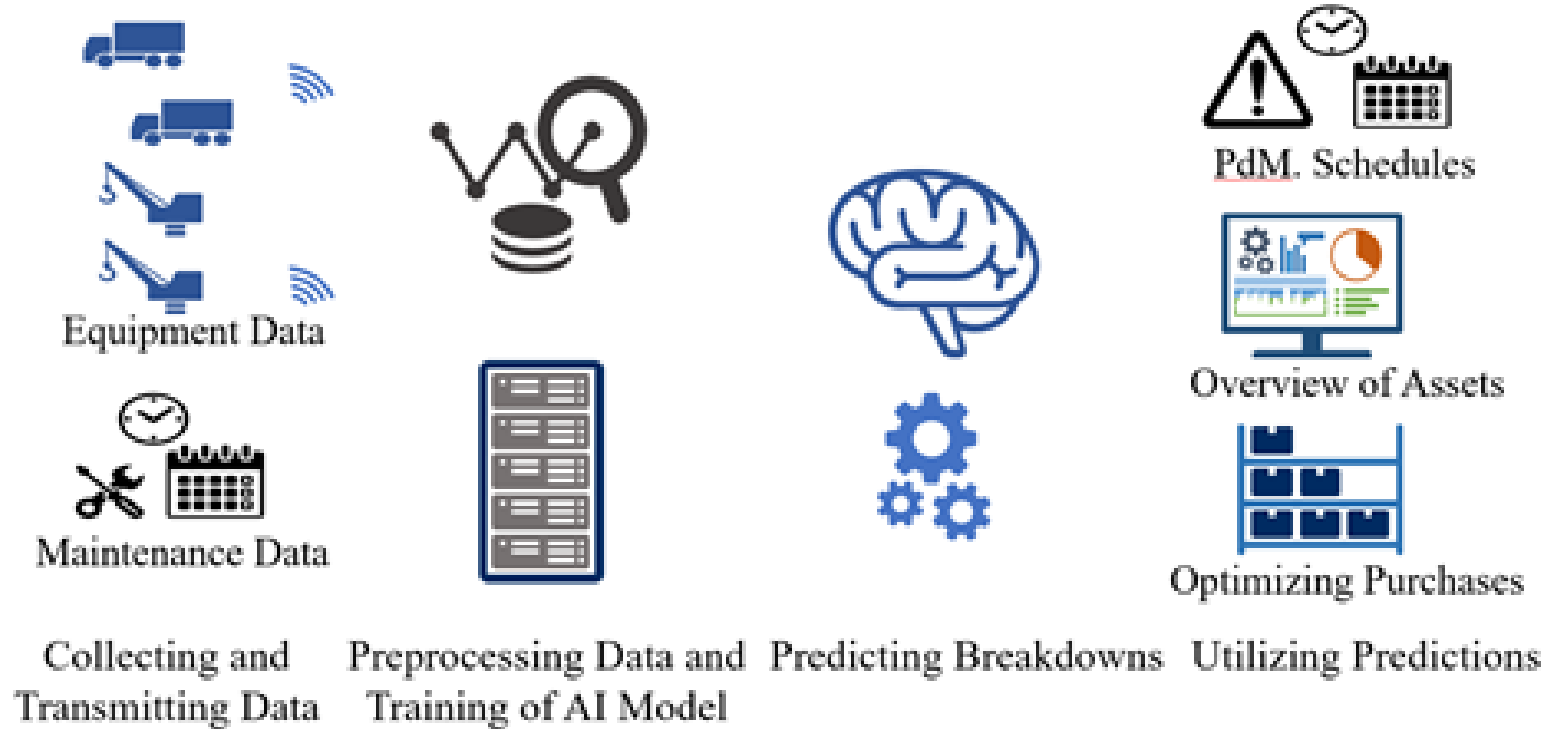 Equipment Data
Maintenance Data
Collecting and
Transmitting Data
Preprocessing Data and
Training of AI Model
Predicting Breakdowns
PdM. Schedules
Overview of Assets
Optimizing Purchases
Utilizing Predictions